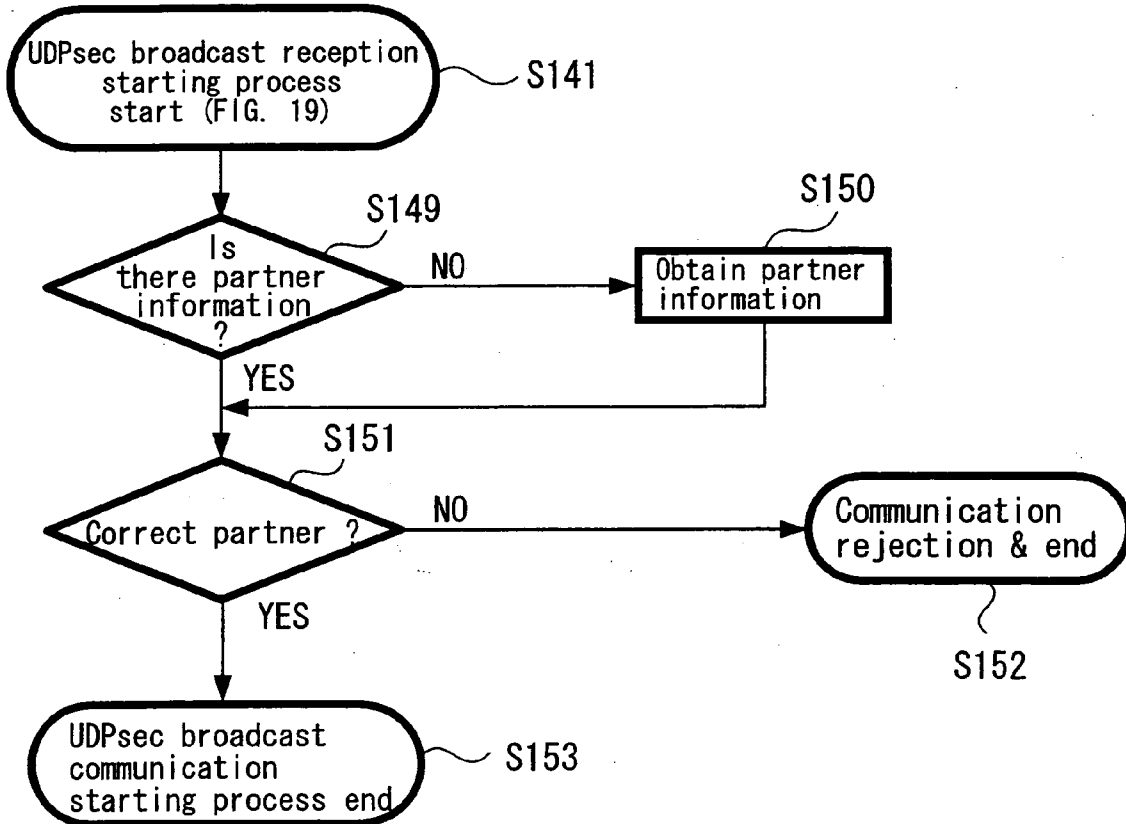 UDPsec broadcast reception
starting process
start (FIG. 19)
S141
S149
Is
there partner
information
?
NO
S150
Obtain partner
information
YES
S151
Correct partner ?
NO
Communication
rejection & end
S152
YES
UDPsec broadcast
communication
starting process end
S153